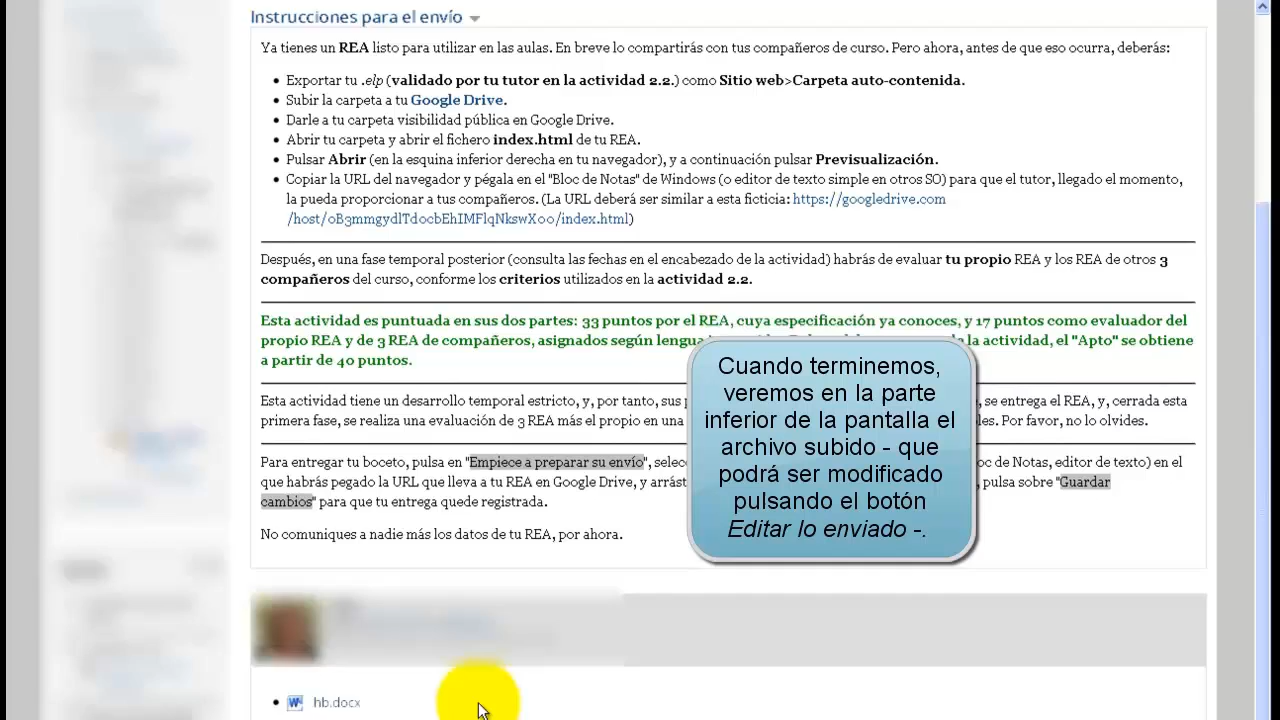 Instrucciones para el envío
Ya tienes un REA listo para utilizar en las aulas. En breve lo compartirás con tus compañeros de curso. Pero ahora, antes de que eso ocurra, deberás:
Exportar tu .elp (validado por tu tutor en la actividad 2.2.) como Sitio web>Carpeta auto-contenida.
Subir la carpeta a tu Google Drive.
Darle a tu carpeta visibilidad pública en Google Drive.
Abrir tu carpeta y abrir el fichero index.html de tu REA.
Pulsar Abrir (en la esquina inferior derecha en tu navegador), y a continuación pulsar Previsualización.
Copiar la URL del navegador y pégala en el "Bloc de Notas" de Windows (o editor de texto simple en otros SO) para que el tutor, llegado el momento,
la pueda proporcionar a tus compañeros. (La URL deberá ser similar a esta ficticia: https://googledrive.com
/host/0B3mmgydlTdocbEhIMFlqNkswX00/index.html)
Después, en una fase temporal posterior (consulta las fechas en el encabezado de la actividad) habrás de evaluar tu propio REA y los REA de otros 3
compañeros del curso, conforme los criterios utilizados en la actividad 2.2.
Esta actividad es puntuada en sus dos partes: 33 puntos por el REA, cuya especificación ya conoces, y 17 puntos como evaluador del
propio REA y de 3 REA de compañeros, asignados según lengua la actividad, el "Apto" se obtiene
a partir de 40 puntos.
Esta actividad tiene un desarrollo temporal estricto, y, por tanto, sus , se entrega el REA, y, cerrada esta
primera fase, se realiza una evaluación de 3 REA más el propio en una les. Por favor, no lo olvides.
Para entregar tu boceto, pulsa en "Empiece a preparar su envío", selec oc de Notas, editor de texto) en el
que habrás pegado la URL que lleva a tu REA en Google Drive, y arrást , pulsa sobre "Guardar
cambios" para que tu entrega quede registrada.
No comuniques a nadie más los datos de tu REA, por ahora.
Cuando terminemos,
veremos en la parte
inferior de la pantalla el
archivo subido - que
podrá ser modificado
pulsando el botón
Editar lo enviado -.
hb.docx